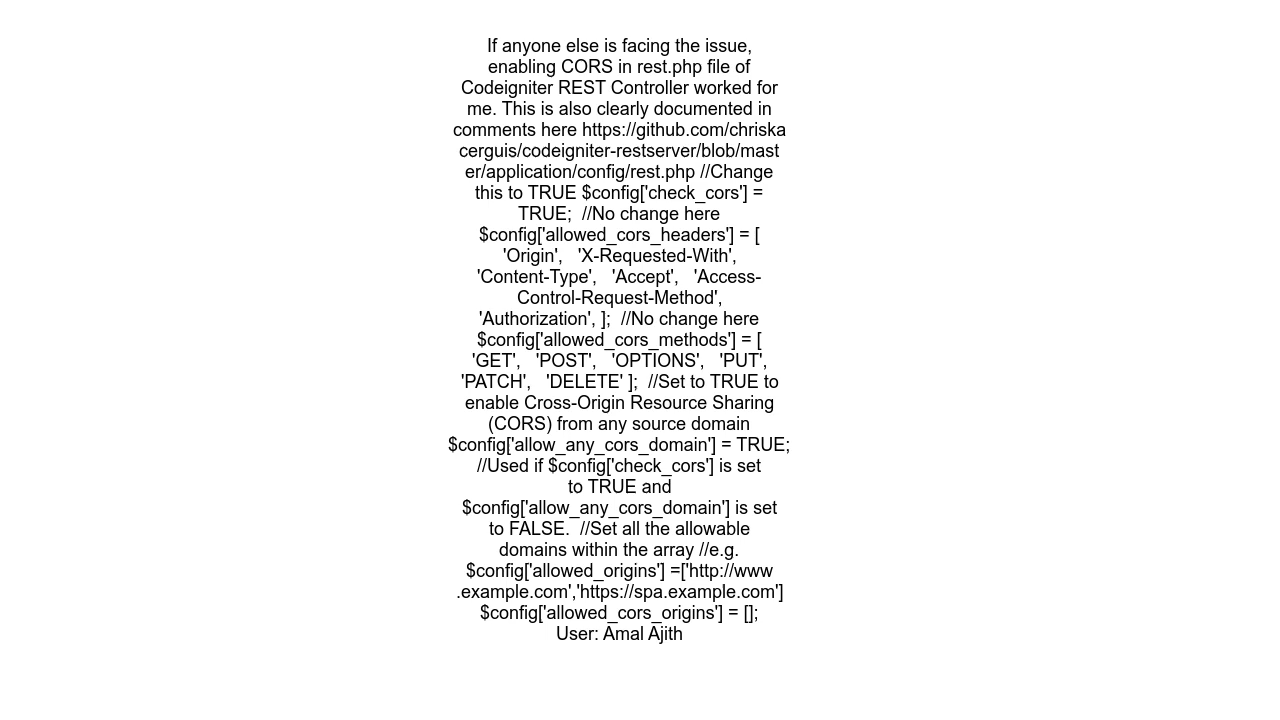 If anyone else is facing the issue,
enabling CORS in rest.php file of
Codeigniter REST Controller worked for
me. This is also clearly documented in
comments here https://github.com/chriska
cerguis/codeigniter-restserver/blob/mast
er/application/config/rest.php //Change
this to TRUE $config['check_cors'] =
TRUE;  //No change here
$config['allowed_cors_headers'] = [
'Origin',   'X-Requested-With',
'Content-Type',   'Accept',   'Access-
Control-Request-Method',
'Authorization', ];  //No change here
$config['allowed_cors_methods'] = [
'GET',   'POST',   'OPTIONS',   'PUT',
'PATCH',   'DELETE' ];  //Set to TRUE to
enable Cross-Origin Resource Sharing
(CORS) from any source domain
$config['allow_any_cors_domain'] = TRUE;
//Used if $config['check_cors'] is set
to TRUE and
$config['allow_any_cors_domain'] is set
to FALSE.  //Set all the allowable
domains within the array //e.g.
$config['allowed_origins'] =['http://www
.example.com','https://spa.example.com']
$config['allowed_cors_origins'] = [];
User: Amal Ajith